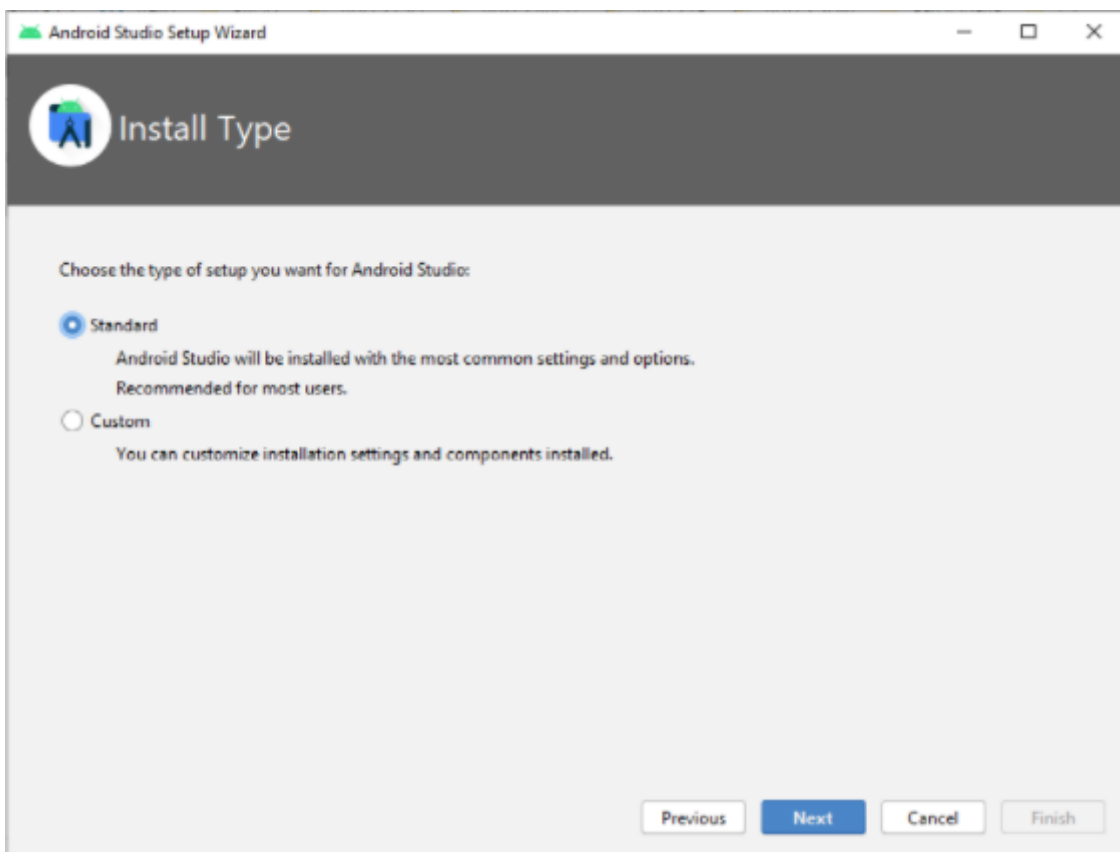 Android Studio Setup Wizard
Install Type
Choose the type of setup you want for Android Studio:
Standard
Android Studio will be installed with the most common settings and options.
Recommended for most users.
Custom
You can customize installation settings and components installed.
Previous Next Cancel Finish